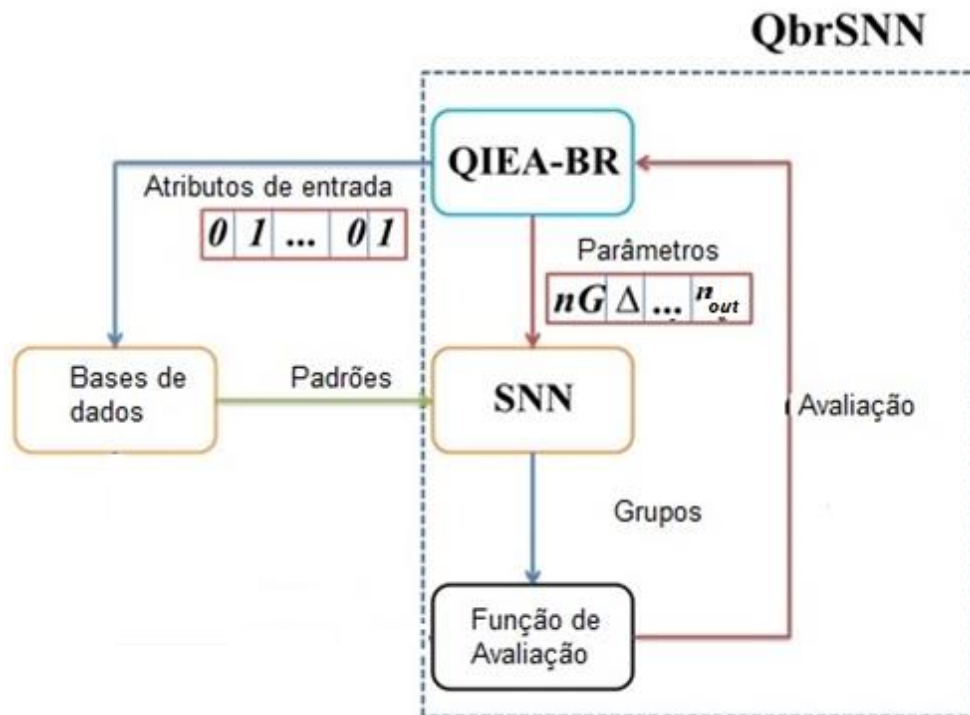 QbrSNN
QIEA-BR
Atributos de entrada
0 1 ... 0 1
Parâmetros
nG Δ ... n out
Bases de
dados
Padrões
SNN
Avaliação
Grupos
Função de
Avaliação